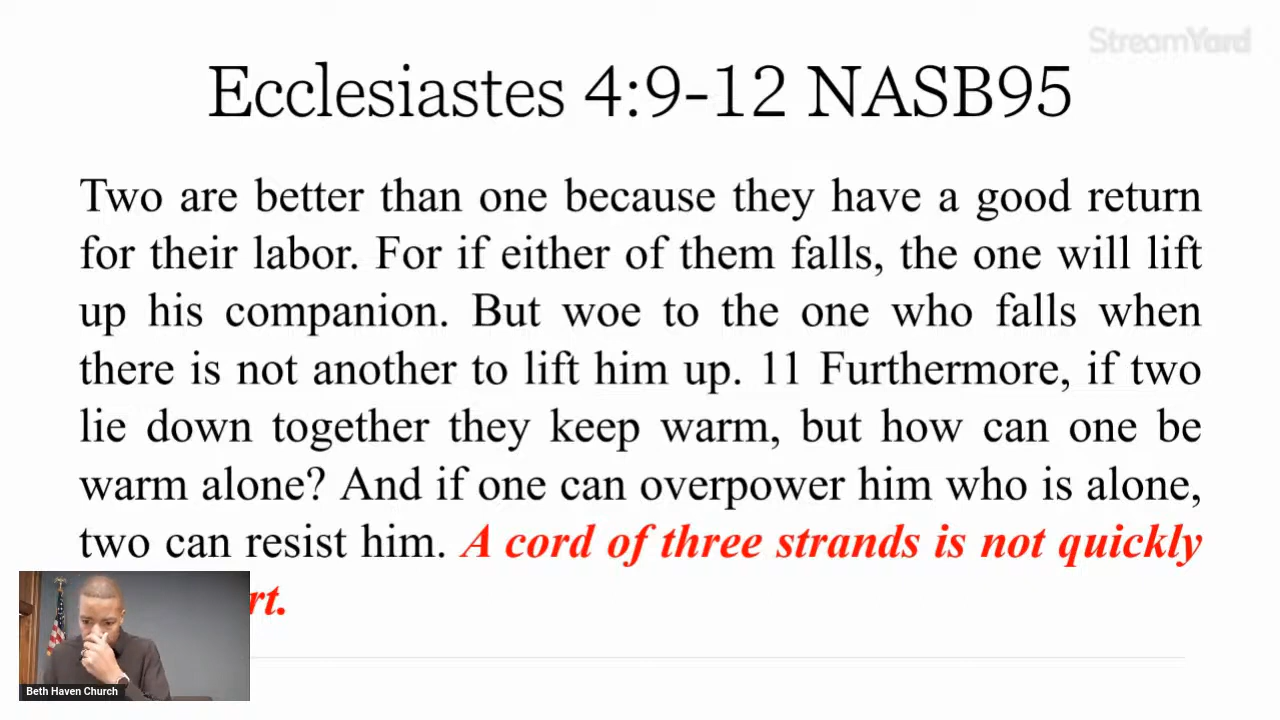 StreamYard
Ecclesiastes 4:9-12 NASB95
Two are better than one because they have a good return
for their labor. For if either of them falls, the one will lift
up his companion. But woe to the one who falls when
there is not another to lift him up. 11 Furthermore, if two
lie down together they keep warm, but how can one be
warm alone? And if one can overpower him who is alone,
two can resist him. A cord of three strands is not quickly
rt.
Beth Haven Church